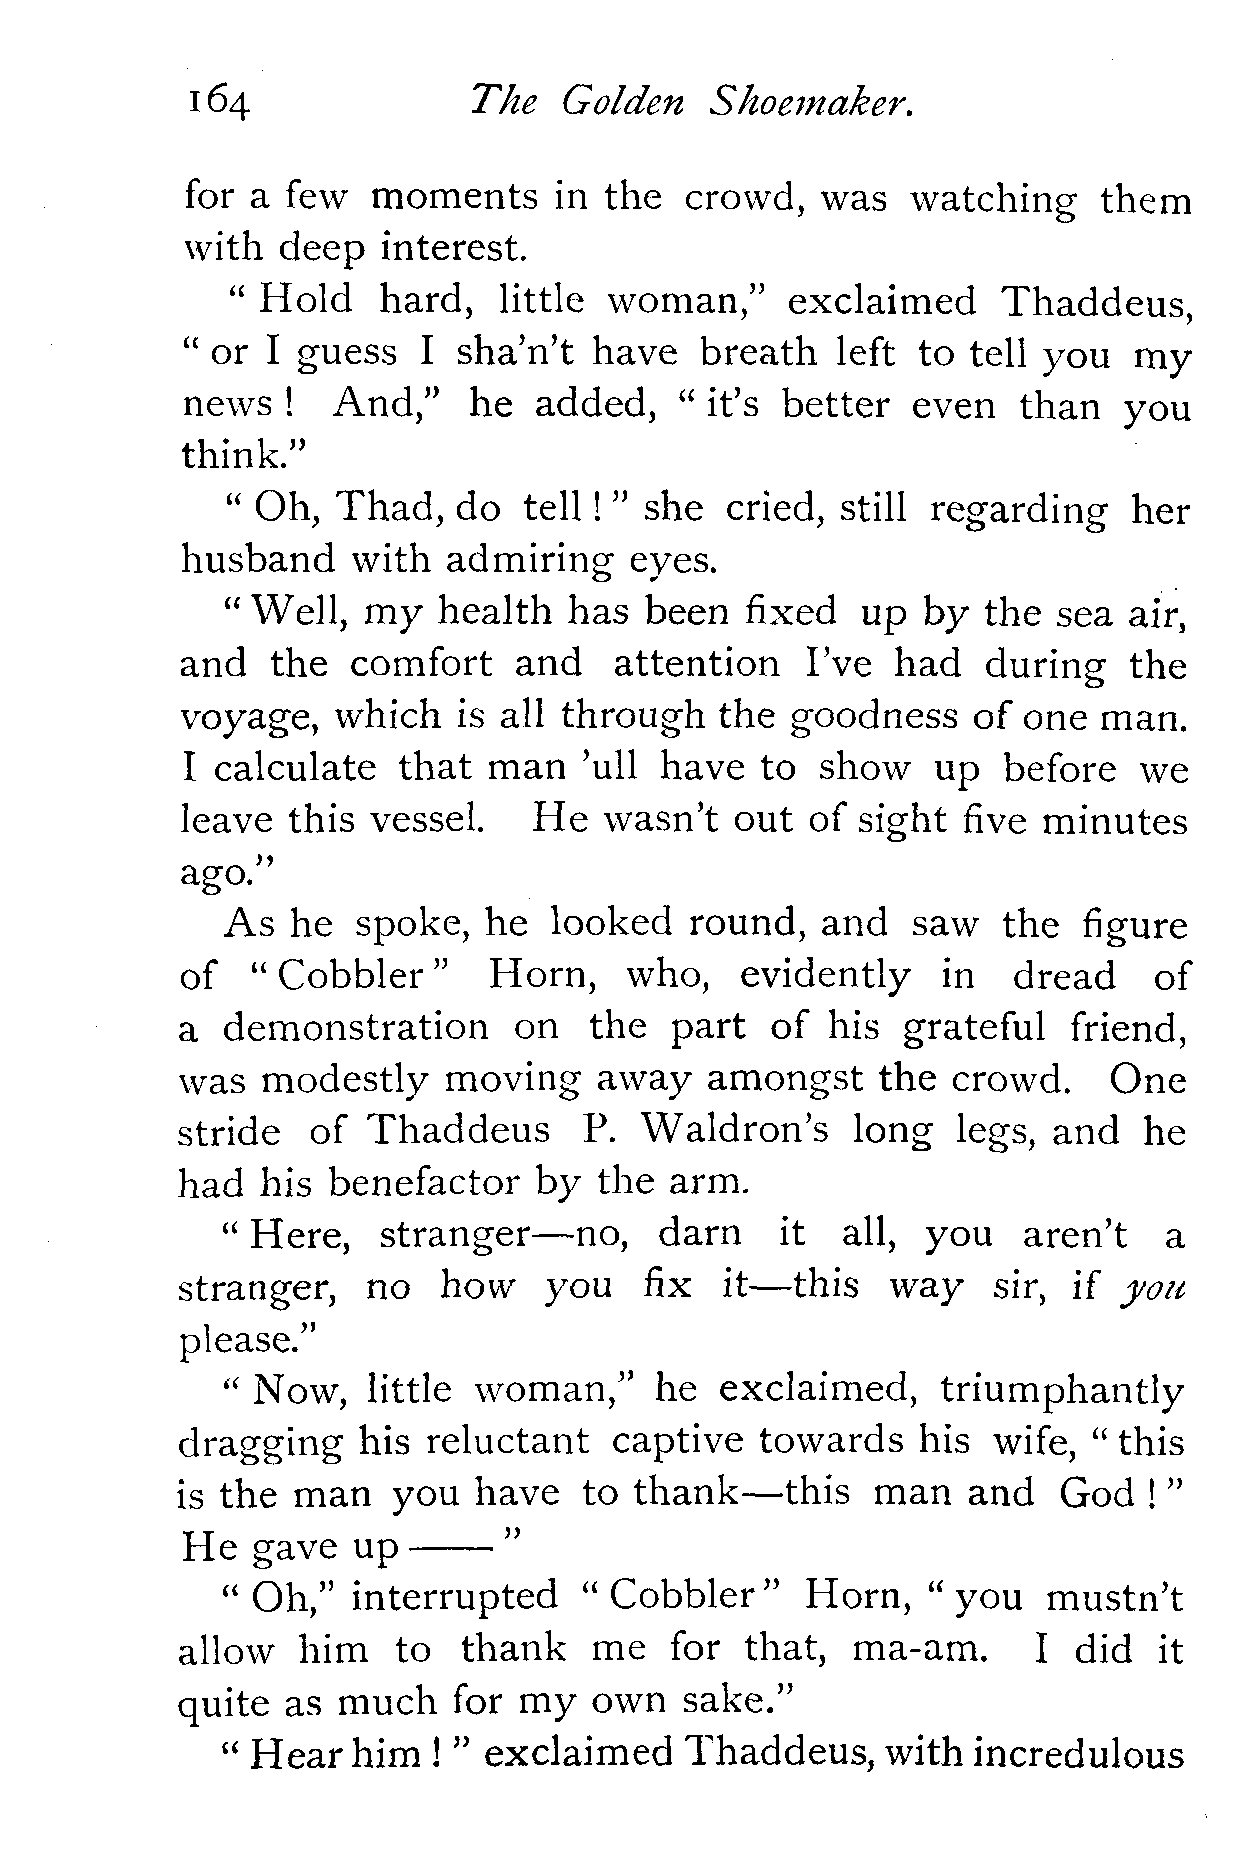 164 The Golden Shoemaker.
for a few moments in the crowd, was watching them
with deep interest.
“ Hold hard, little woman,” exclaimed Thaddeus,
“ or I guess I sha’n’t have breath left to tell you my
news ! And,” he added, “ it’s better even than you
think.”
“ Oh, Thad, do tell ! ” she cried, still regarding her
husband with admiring eyes.
“ Well, my health has been fixed up by the sea air,
and the comfort and attention I’ve had during the
voyage, which is all through the goodness of one man.
I calculate that man ’ull have to show up before we
leave this vessel. He wasn’t out of sight five minutes
ago.”
As he spoke, he looked round, and saw the figure
of “ Cobbler ” Horn, who, evidently in dread of
a demonstration on the part of his grateful friend,
was modestly moving away amongst the crowd. One
stride of Thaddeus P. Waldron’s long legs, and he
had his benefactor by the arm.
“ Here, stranger—no, darn it all, you aren’t a
stranger, no how you fix it—this way sir, if you
please.”
“ Now, little woman,” he exclaimed, triumphantly
dragging his reluctant captive towards his wife, “ this
is the man you have to thank—this man and God ! ”
He gave up —— ”
“ Oh,” interrupted “ Cobbler ” Horn, “ you mustn’t
allow him to thank me for that, ma-am. I did it
quite as much for my own sake.”
“ Hear him ! ” exclaimed Thaddeus, with incredulous